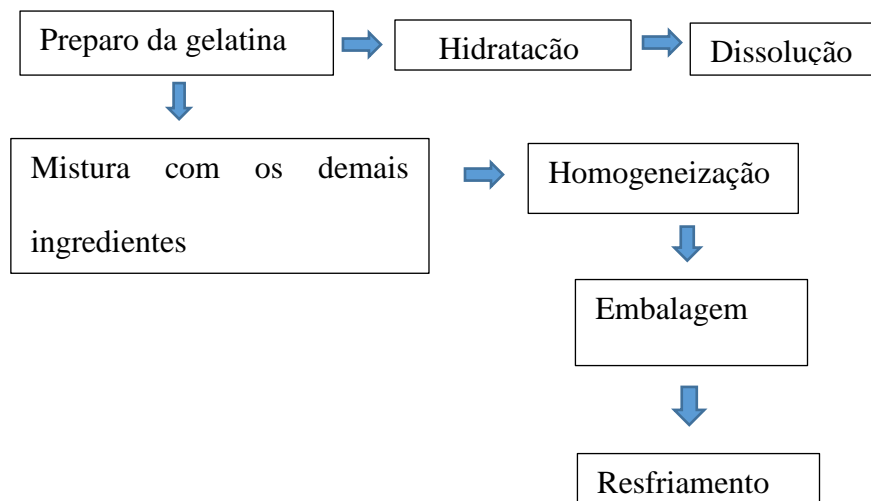 Preparo da gelatina
Hidratacão
Dissolução
Mistura com os demais
ingredientes
Homogeneização
Embalagem
Resfriamento